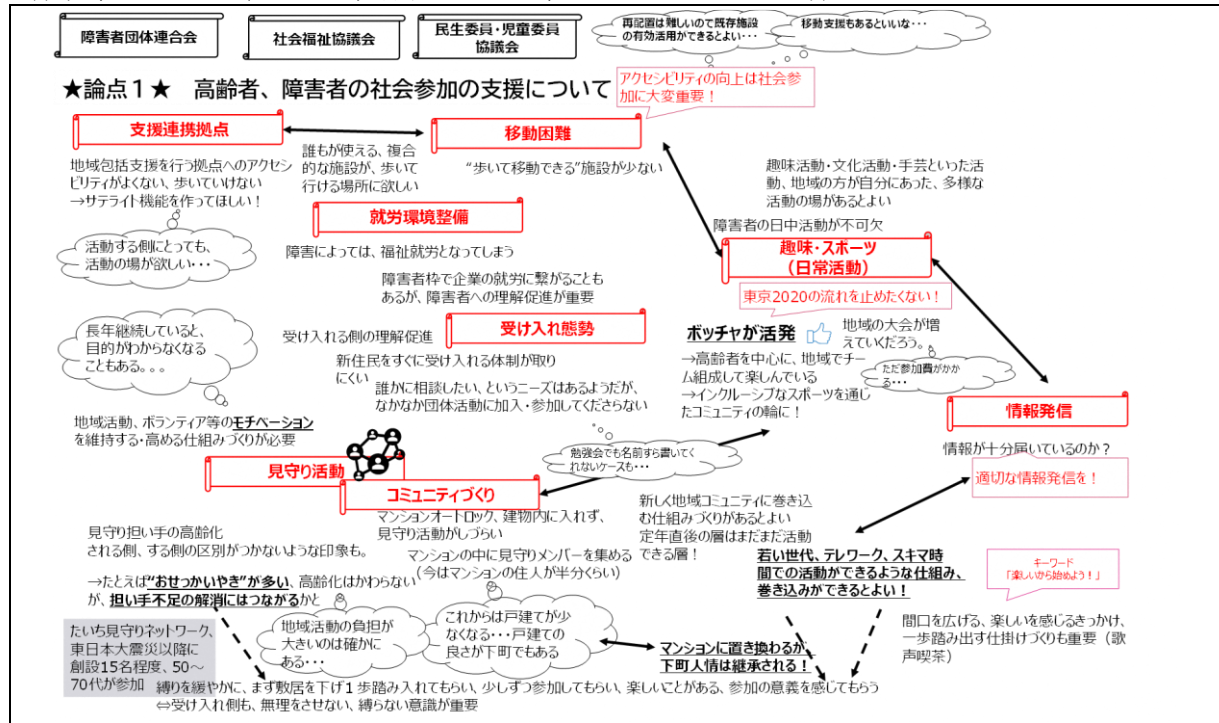 障害者団体連合会
社会福祉協議会
民生委員・児童委員
協議会
再配置は難しいので既存施設
の有効活用ができるとよい・・・
移動支援もあるといいな・・・
★論点１★　高齢者、障害者の社会参加の支援について
アクセシビリティの向上は社会参
加に大変重要！
支援連携拠点
移動困難
地域包括支援を行う拠点へのアクセシ
ビリティがよくない、歩いていけない
→サテライト機能を作ってほしい！
誰もが使える、複合
的な施設が、歩いて
行ける場所に欲しい
“歩いて移動できる”施設が少ない
趣味活動・文化活動・手芸といった活
動、地域の方が自分にあった、多様な
活動の場があるとよい
活動する側にとっても、
活動の場が欲しい・・・
就労環境整備
障害によっては、福祉就労となってしまう
障害者枠で企業の就労に繋がることも
あるが、障害者への理解促進が重要
障害者の日中活動が不可欠
趣味・スポーツ
（日常活動）
東京2020の流れを止めたくない！
長年継続していると、
目的がわからなくなる
こともある。。。
受け入れる側の理解促進
受け入れ態勢
新住民をすぐに受け入れる体制が取り
にくい
誰かに相談したい、というニーズはあるようだが、
なかなか団体活動に加入・参加してくださらない
ボッチャが活発
地域の大会が増
えていくだろう。
→高齢者を中心に、地域でチー
ム組成して楽しんでいる
→インクルーシブなスポーツを通じ
たコミュニティの輪に！
ただ参加費がかか
る・・・
地域活動、ボランティア等のモチベーション
を維持する・高める仕組みづくりが必要
情報発信
情報が十分届いているのか？
適切な情報発信を！
勉強会でも名前すら書いてく
れないケースも・・・
見守り活動
コミュニティづくり
マンションオートロック、建物内に入れず、
見守り活動がしづらい
マンションの中に見守りメンバーを集める
（今はマンションの住人が半分くらい）
新しく地域コミュニティに巻き込
む仕組みづくりがあるとよい
定年直後の層はまだまだ活動
できる層！
見守り担い手の高齢化
される側、する側の区別がつかないような印象も。
→たとえば“おせっかいやき”が多い、高齢化はかわらない
が、担い手不足の解消にはつながるかと
若い世代、テレワーク、スキマ時
間での活動ができるような仕組み、
巻き込みができるとよい！
キーワード
「楽しいから始めよう！」
間口を広げる、楽しいを感じるきっかけ、
一歩踏み出す仕掛けづくりも重要（歌
声喫茶）
たいち見守りネットワーク、
東日本大震災以降に
創設15名程度、50～
70代が参加
地域活動の負担が
大きいのは確かに
ある・・・
これからは戸建てが少
なくなる・・・戸建ての
良さが下町でもある
マンションに置き換わるが、
下町人情は継承される！
縛りを緩やかに、まず敷居を下げ１歩踏み入れてもらい、少しずつ参加してもらい、楽しいことがある、参加の意義を感じてもらう
⇔受け入れ側も、無理をさせない、縛らない意識が重要